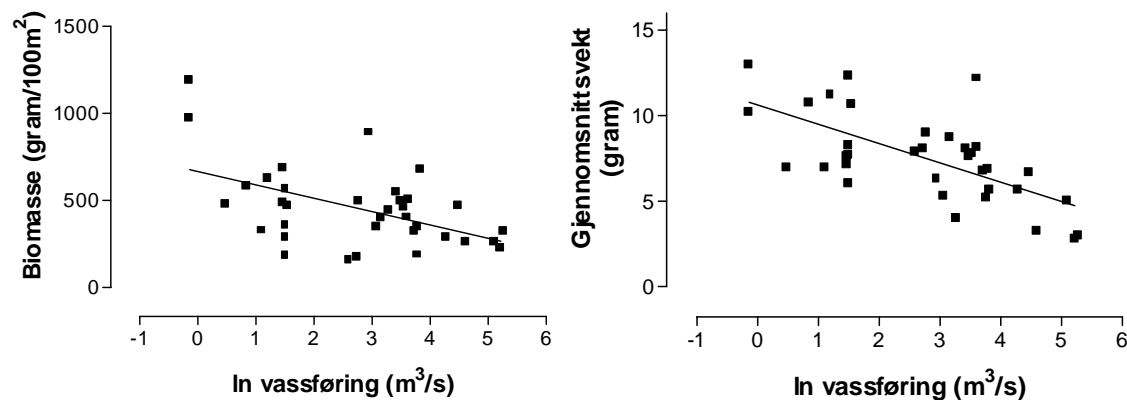 Biomasse (gram/100m²)
1500
1000
500
0
-1 0 1 2 3 4 5 6
ln vassføring (m³/s)
Gjennomsnittsvekt
(gram)
15
10
5
0
-1 0 1 2 3 4 5 6
ln vassføring (m³/s)